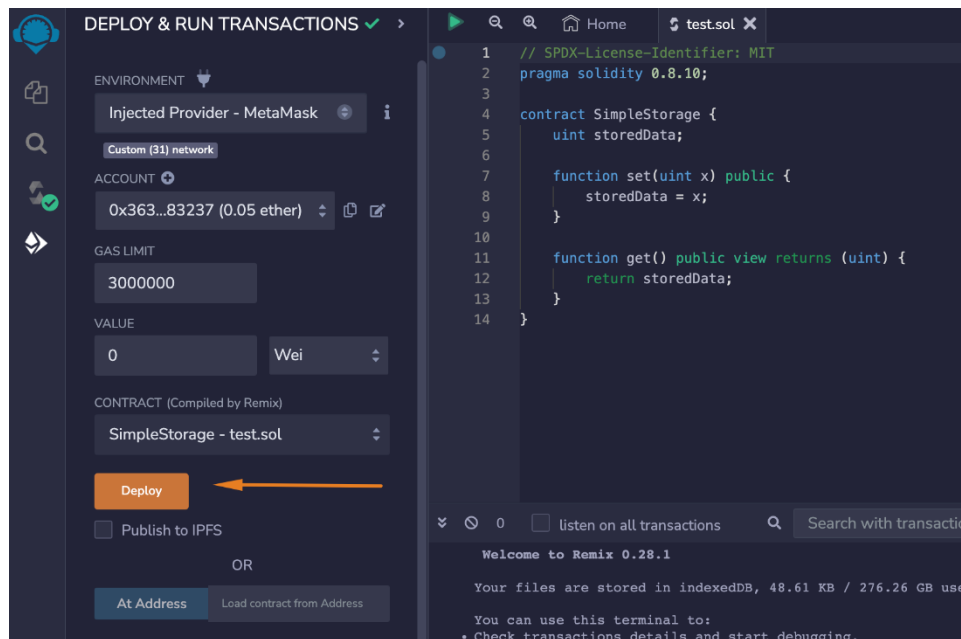 DEPLOY & RUN TRANSACTIONS
ENVIRONMENT
Injected Provider - MetaMask
i
Custom (31) network
ACCOUNT
0x363...83237 (0.05 ether)
GAS LIMIT
3000000
VALUE
0
Wei
CONTRACT (Compiled by Remix)
SimpleStorage - test.sol
Deploy
Publish to IPFS
OR
At Address
Load contract from Address
Home
test.sol
1 // SPDX-License-Identifier: MIT
2 pragma solidity 0.8.10;
3
4 contract SimpleStorage {
5 uint storedData;
6
7 function set(uint x) public {
8 storedData = x;
9 }
10
11 function get() public view returns (uint) {
12 return storedData;
13 }
14 }
0
listen on all transactions
Search with transactio
Welcome to Remix 0.28.1
Your files are stored in indexedDB, 48.61 KB / 276.26 GB use
You can use this terminal to:
• Check transactions details and start debugging.